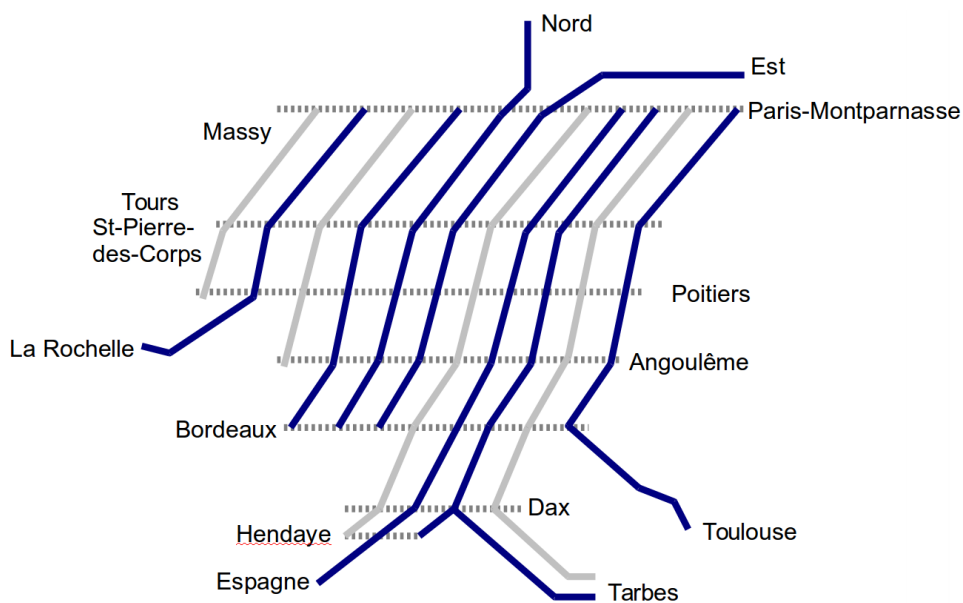 Nord
Est
Paris-Montparnasse
Massy
Tours
St-Pierre-
des-Corps
Poitiers
La Rochelle
Angoulême
Bordeaux
Dax
Hendaye
Toulouse
Espagne
Tarbes